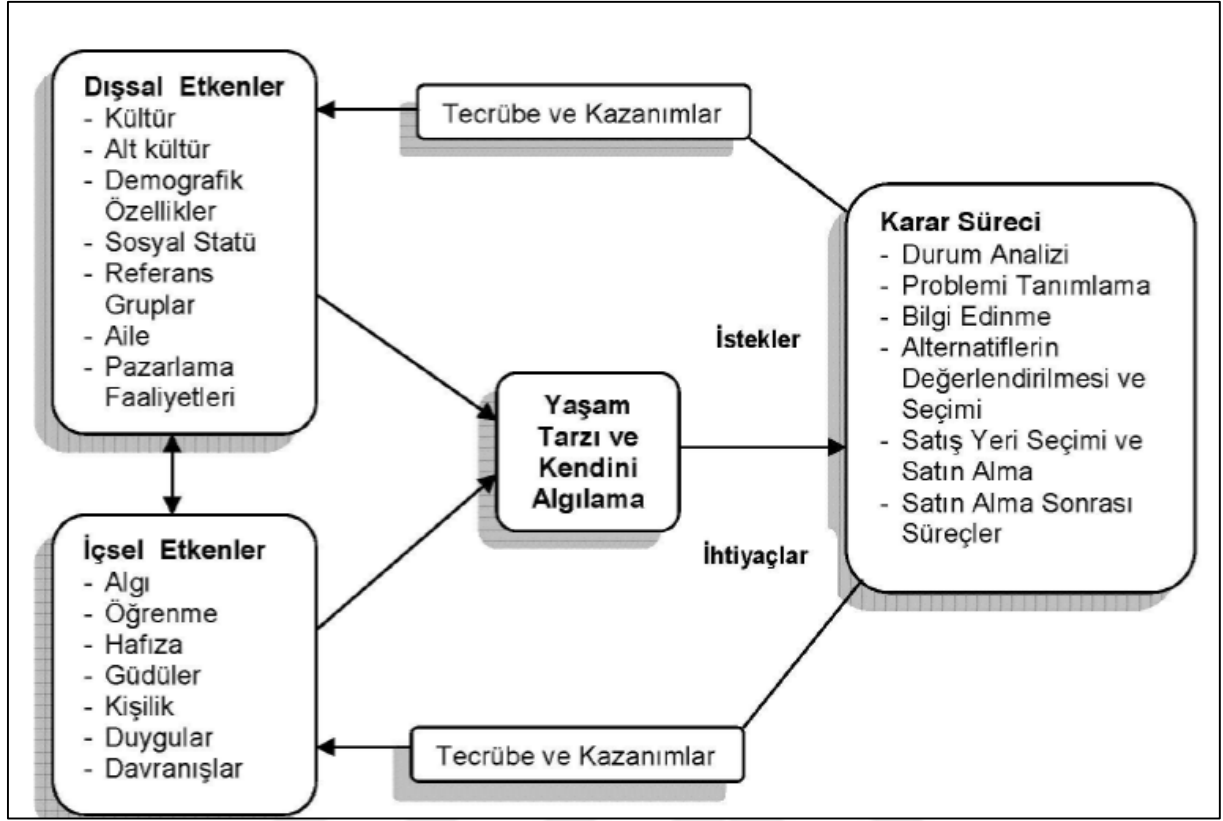 Dışsal Etkenler
- Kültür
- Alt kültür
- Demografik
Özellikler
- Sosyal Statü
- Referans
Gruplar
- Aile
- Pazarlama
Faaliyetleri
İçsel Etkenler
- Algı
- Öğrenme
- Hafıza
- Güdüler
- Kişilik
- Duygular
- Davranışlar
Tecrübe ve Kazanımlar
Yaşam
Tarzı ve
Kendini
Algılama
İstekler
İhtiyaçlar
Tecrübe ve Kazanımlar
Karar Süreci
- Durum Analizi
- Problemi Tanımlama
- Bilgi Edinme
- Alternatiflerin
Değerlendirilmesi ve
Seçimi
- Satış Yeri Seçimi ve
Satın Alma
- Satın Alma Sonrası
Süreçler